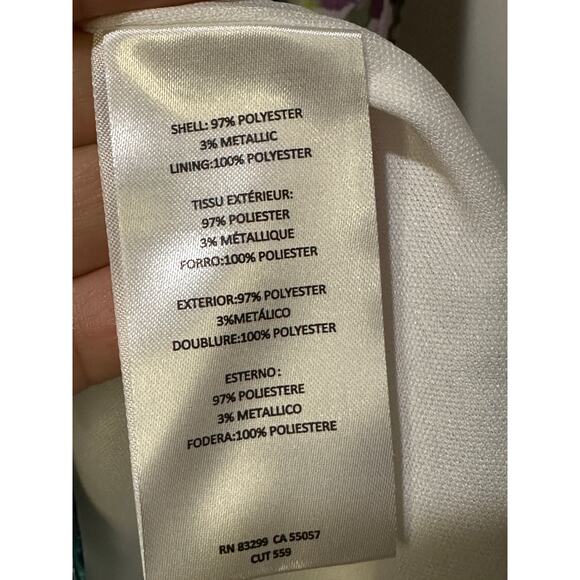 SHELL: 97% POLYESTER
3% METALLIC
LINING:100% POLYESTER
TISSU EXTÉRIEUR:
97% POLIESTER
3% MÉTALLIQUE
FORRO:100% POLIESTER
EXTERIOR:97% POLYESTER
3%METÁLICO
DOUBLURE:100% POLYESTER
ESTERNO:
97% POLIESTERE
3% METALLICO
FODERA:100% POLIESTERE
RN 83299 CA 55057
CUT 559